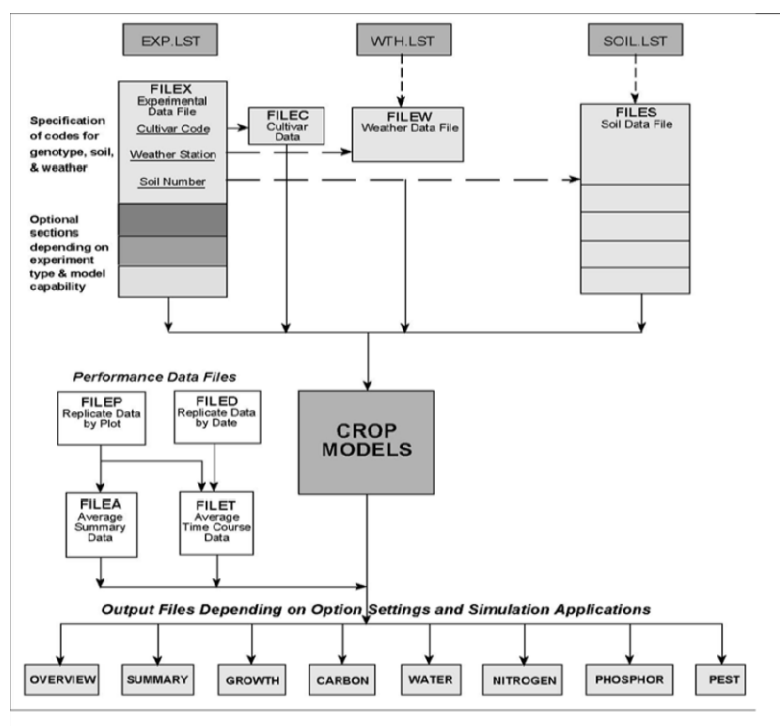 EXP.LST
WTH.LST
SOIL.LST
Specification
of codes for
genotype, soil,
& weather
FILEX
Experimental
Data File
Cultivar Code
Weather Station
Soil Number
FILEC
Cultivar
Data
FILEW
Weather Data File
FILES
Soil Data File
Optional
sections
depending on
experiment
type & model
capability
Performance Data Files
FILEP
Replicate Data
by Plot
FILED
Replicate Data
by Date
CROP
MODELS
FILEA
Average
Summary
Data
FILET
Average
Time Course
Data
Output Files Depending on Option Settings and Simulation Applications
OVERVIEW
SUMMARY
GROWTH
CARBON
WATER
NITROGEN
PHOSPHOR
PEST